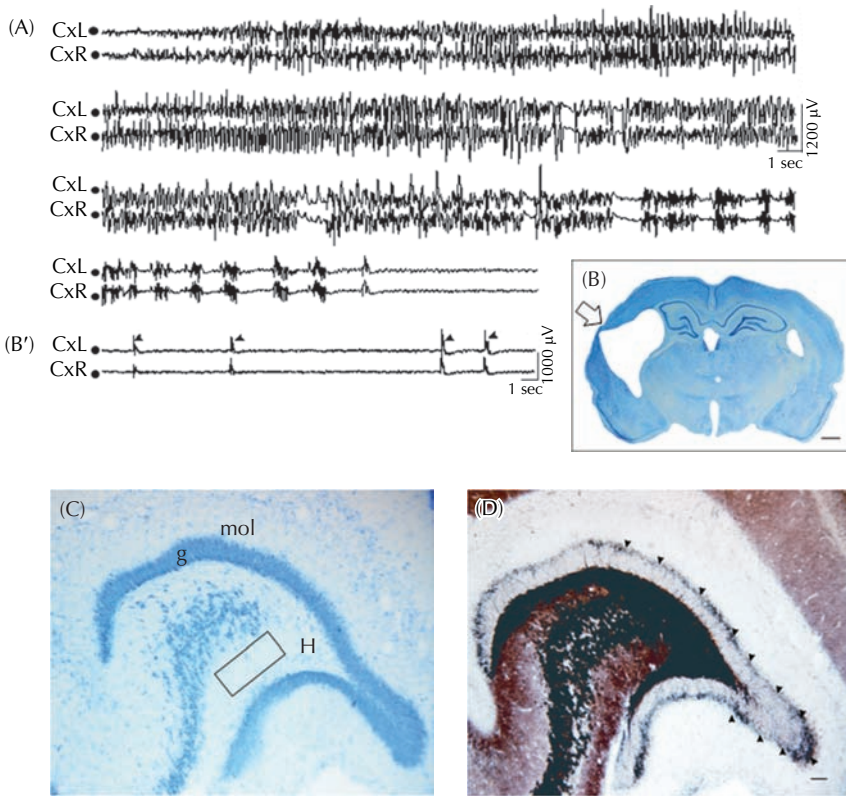 (A)
CxL
CxR
CxL
CxR
1200 µV
1 sec
CxL
CxR
CxL
CxR
(B)
(B′)
CxL
CxR
1000 µV
1 sec
(C)
mol
g
H
(D)